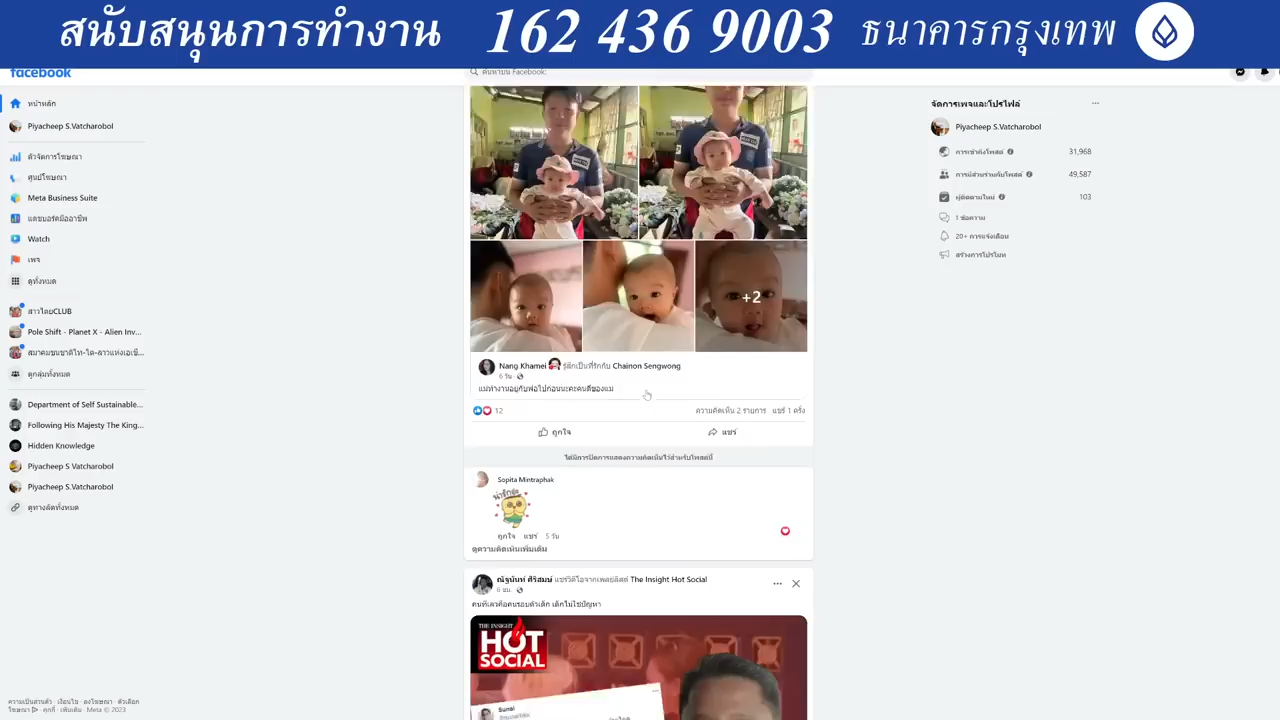 สนับสนุนการทำงาน 162 436 9003 ธนาคารกรุงเทพ
facebook
ค้นหาบน Facebook:
หน้าหลัก
Piyacheep S.Vatcharobol
ตัวจัดการโฆษณา
ศูนย์โฆษณา
Meta Business Suite
แดชบอร์ดมืออาชีพ
Watch
เพจ
ดูทั้งหมด
สาวไดยCLUB
Pole Shift - Planet X - Alien Inv...
สมาคมชนชาติไท-ได-ลาวแห่งเอเชี...
ดูกลุ่มทั้งหมด
Department of Self Sustainable...
Following His Majesty The King...
Hidden Knowledge
Piyacheep S Vatcharobol
Piyacheep S.Vatcharobol
ดูทางลัดทั้งหมด
ความเป็นส่วนตัว · เงื่อนไข · ลงโฆษณา · ตัวเลือก
โฆษณา · คุกกี้ · เพิ่มเติม · Meta © 2023
+2
Nang Khamei รู้สึกเป็นที่รักกับ Chainon Sengwong
6 วัน ·
แม่ทำงานอยู่กับพ่อไปก่อนนะคะคนดีของแม่
12 ความคิดเห็น 2 รายการ แชร์ 1 ครั้ง
ถูกใจ แชร์
ได้มีการปิดการแสดงความคิดเห็นไว้สำหรับโพสต์นี้
Sopita Mintraphak
น่ารักอ่ะ
ถูกใจ แชร์ 5 วัน
ดูความคิดเห็นเพิ่มเติม
ณัฐนันท์ ศิริสมน์ แชร์วิดีโอจากเพลย์ลิสต์ The Insight Hot Social
6 ชม. ·
คนที่เลวคือคนรอบตัวเด็ก เด็กไม่ใช่ปัญหา
THE INSIGHT
HOT
SOCIAL
Sunai
จัดการเพจและโปรไฟล์
Piyacheep S.Vatcharobol
การเข้าถึงโพสต์ 31,968
การมีส่วนร่วมกับโพสต์ 49,587
ผู้ติดตามใหม่ 103
1 ข้อความ
20+ การแจ้งเตือน
สร้างการโปรโมท